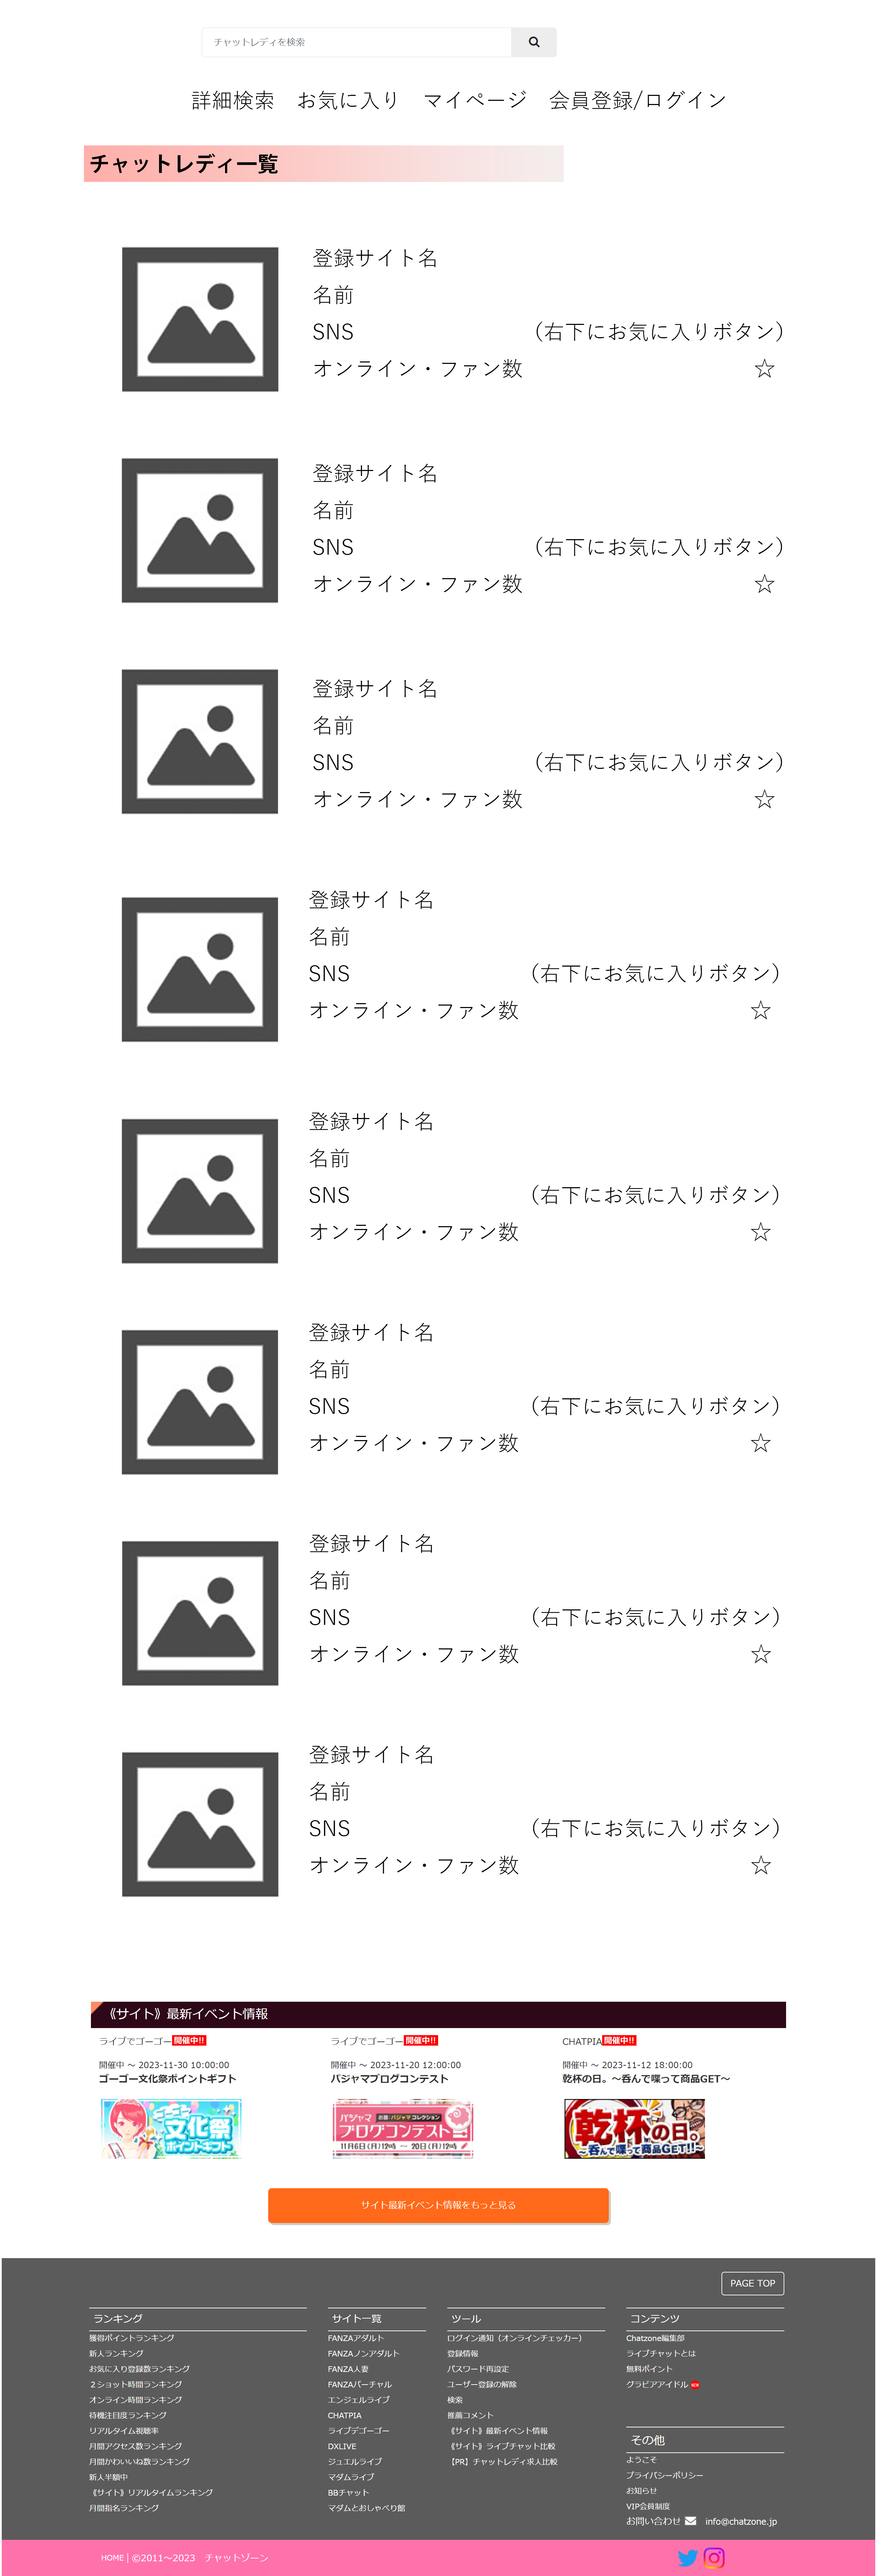 チャットレディを検索
詳細検索　お気に入り　マイページ　会員登録/ログイン
チャットレディ一覧
登録サイト名
名前
SNS （右下にお気に入りボタン）
オンライン・ファン数 ☆
登録サイト名
名前
SNS （右下にお気に入りボタン）
オンライン・ファン数 ☆
登録サイト名
名前
SNS （右下にお気に入りボタン）
オンライン・ファン数 ☆
登録サイト名
名前
SNS （右下にお気に入りボタン）
オンライン・ファン数 ☆
登録サイト名
名前
SNS （右下にお気に入りボタン）
オンライン・ファン数 ☆
登録サイト名
名前
SNS （右下にお気に入りボタン）
オンライン・ファン数 ☆
登録サイト名
名前
SNS （右下にお気に入りボタン）
オンライン・ファン数 ☆
登録サイト名
名前
SNS （右下にお気に入りボタン）
オンライン・ファン数 ☆
《サイト》最新イベント情報
ライブでゴーゴー開催中!!
開催中 ～ 2023-11-30 10:00:00
ゴーゴー文化祭ポイントギフト
文化祭
ポイントギフト
ライブでゴーゴー開催中!!
開催中 ～ 2023-11-20 12:00:00
パジャマブログコンテスト
パジャマ お題:パジャマコレクション
ブログコンテスト
11月6日(月)12時 ～ 20日(月)12時
CHATPIA開催中!!
開催中 ～ 2023-11-12 18:00:00
乾杯の日。～呑んで喋って商品GET～
乾杯の日。
～呑んで喋って商品GET!!～
サイト最新イベント情報をもっと見る
PAGE TOP
ランキング
獲得ポイントランキング
新人ランキング
お気に入り登録数ランキング
２ショット時間ランキング
オンライン時間ランキング
待機注目度ランキング
リアルタイム視聴率
月間アクセス数ランキング
月間かわいいね数ランキング
新人半額中
《サイト》リアルタイムランキング
月間指名ランキング
サイト一覧
FANZAアダルト
FANZAノンアダルト
FANZA人妻
FANZAバーチャル
エンジェルライブ
CHATPIA
ライブデゴーゴー
DXLIVE
ジュエルライブ
マダムライブ
BBチャット
マダムとおしゃべり館
ツール
ログイン通知（オンラインチェッカー）
登録情報
パスワード再設定
ユーザー登録の解除
検索
推薦コメント
《サイト》最新イベント情報
《サイト》ライブチャット比較
【PR】チャットレディ求人比較
コンテンツ
Chatzone編集部
ライブチャットとは
無料ポイント
グラビアアイドル NEW
その他
ようこそ
プライバシーポリシー
お知らせ
VIP会員制度
お問い合わせ info@chatzone.jp
HOME | ©2011～2023　チャットゾーン